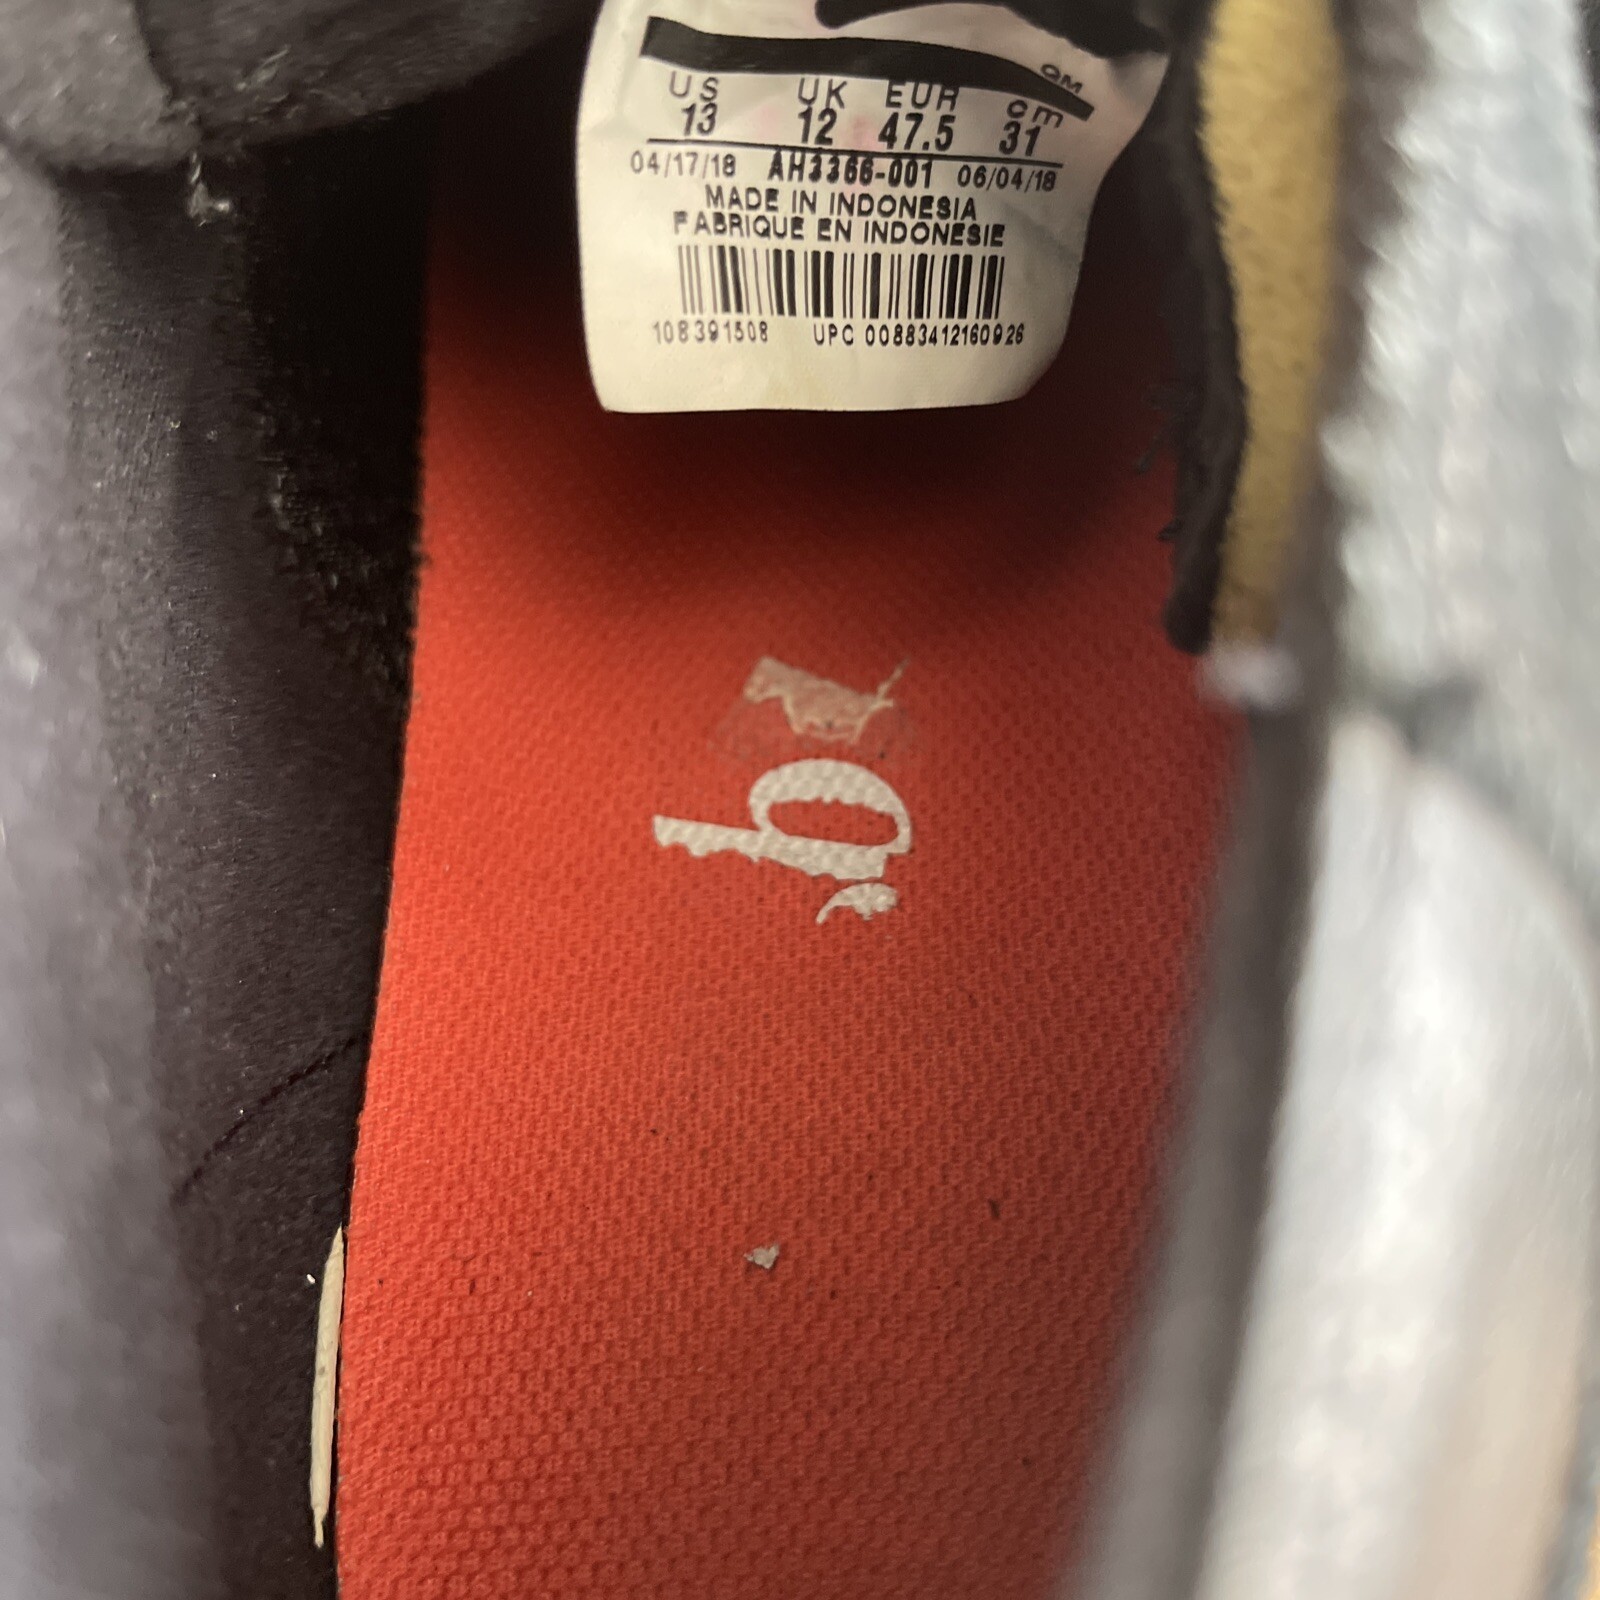 QM
US UK EUR cm
13 12 47.5 31
04/17/18 AH3366-001 06/04/18
MADE IN INDONESIA
FABRIQUE EN INDONESIE
108391508 UPC 00883412160926